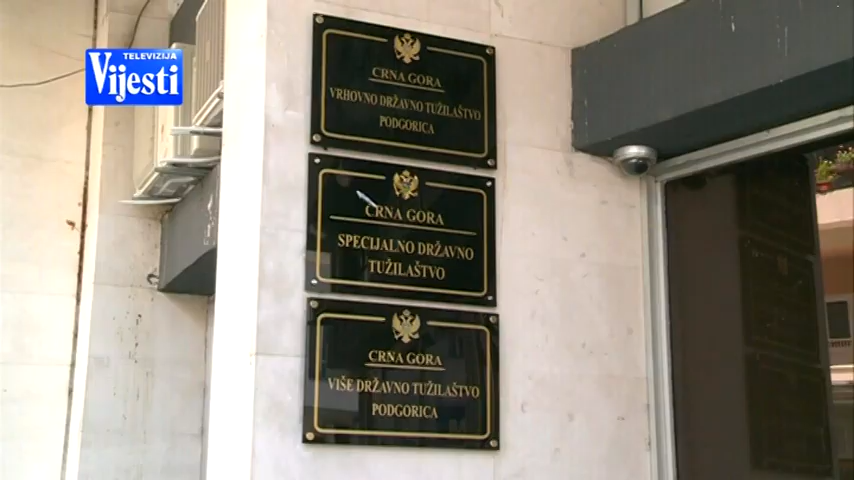 TELEVIZIJA
Vijesti
CRNA GORA
VRHOVNO DRŽAVNO TUŽILAŠTVO
PODGORICA
CRNA GORA
SPECIJALNO DRŽAVNO
TUŽILAŠTVO
CRNA GORA
VIŠE DRŽAVNO TUŽILAŠTVO
PODGORICA